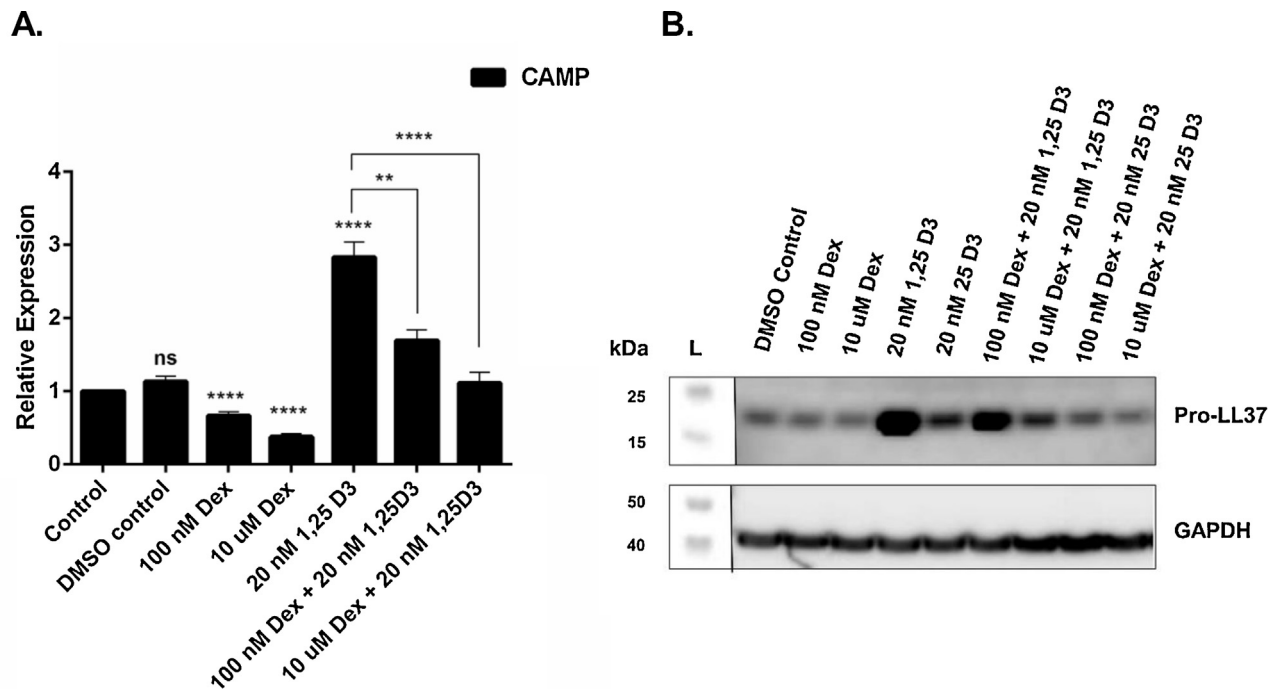 A.
CAMP
****
**
****
4
3
2
1
0
Relative Expression
ns
****
****
Control
DMSO control
100 nM Dex
10 uM Dex
20 nM 1,25 D3
100 nM Dex + 20 nM 1,25D3
10 uM Dex + 20 nM 1,25D3
B.
DMSO Control
100 nM Dex
10 uM Dex
20 nM 1,25 D3
20 nM 25 D3
100 nM Dex + 20 nM 1,25 D3
10 uM Dex + 20 nM 1,25 D3
100 nM Dex + 20 nM 25 D3
10 uM Dex + 20 nM 25 D3
kDa
L
25
15
Pro-LL37
50
40
GAPDH